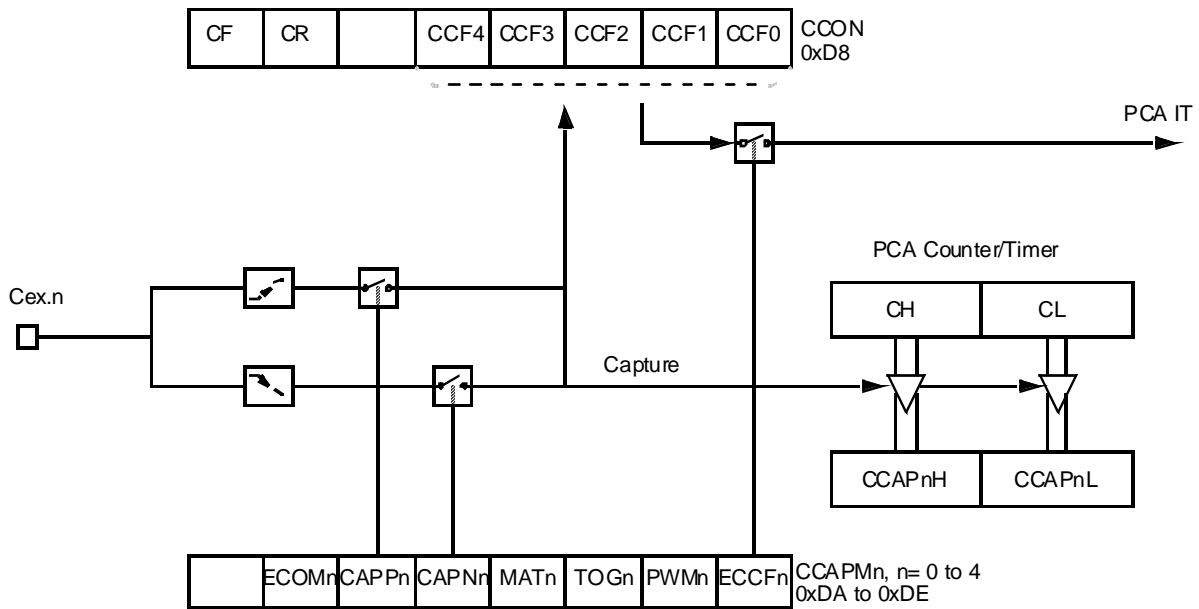 CF CR CCF4 CCF3 CCF2 CCF1 CCF0 CCON
0xD8
PCA IT
PCA Counter/Timer
Cex.n
CH CL
Capture
CCAPnH CCAPnL
ECOMn CAPPn CAPNn MATn TOGn PWMn ECCFn CCAPMn, n= 0 to 4
0xDA to 0xDE